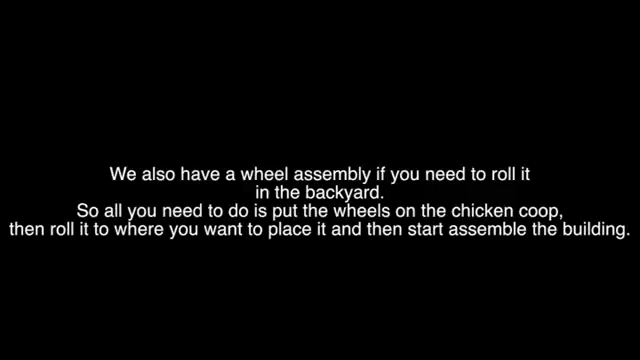 We also have a wheel assembly if you need to roll it
in the backyard.
So all you need to do is put the wheels on the chicken coop,
then roll it to where you want to place it and then start assemble the building.